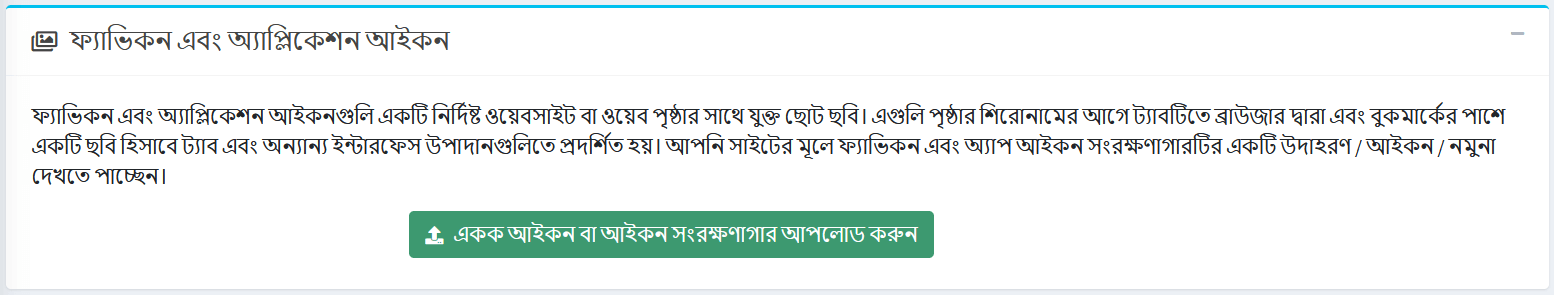 ফ্যাভিকন এবং অ্যাপ্লিকেশন আইকন
ফ্যাভিকন এবং অ্যাপ্লিকেশন আইকনগুলি একটি নির্দিষ্ট ওয়েবসাইট বা ওয়েব পৃষ্ঠার সাথে যুক্ত ছোট ছবি। এগুলি পৃষ্ঠার শিরোনামের আগে ট্যাবটিতে ব্রাউজার দ্বারা এবং বুকমার্কের পাশে
একটি ছবি হিসাবে ট্যাব এবং অন্যান্য ইন্টারফেস উপাদানগুলিতে প্রদর্শিত হয়। আপনি সাইটের মূলে ফ্যাভিকন এবং অ্যাপ আইকন সংরক্ষণাগারটির একটি উদাহরণ / আইকন / নমুনা
দেখতে পাচ্ছেন।
একক আইকন বা আইকন সংরক্ষণাগার আপলোড করুন